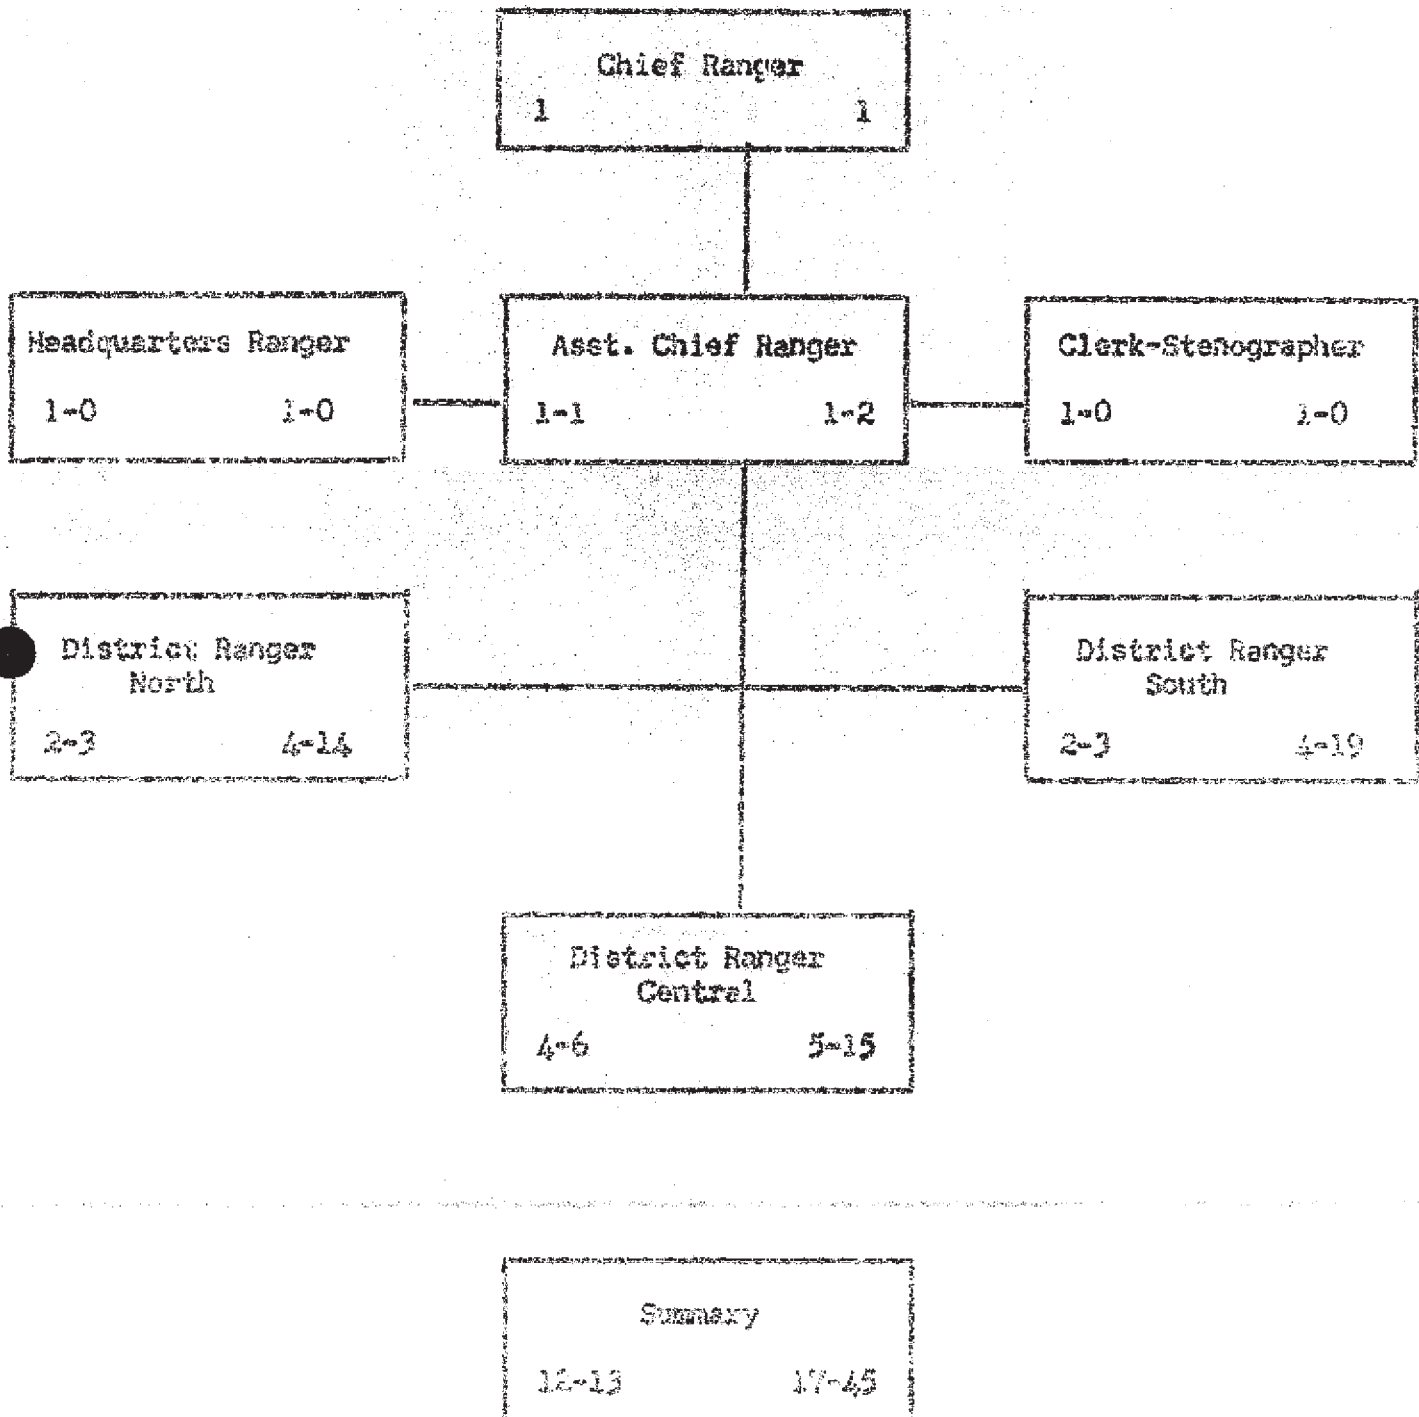 Chief Ranger
1 1
Headquarters Ranger
1-0 1-0
Asst. Chief Ranger
1-1 1-2
Clerk-Stenographer
1-0 1-0
District Ranger
North
2-3 4-14
District Ranger
South
2-3 4-19
District Ranger
Central
4-6 5-15
Summary
12-13 17-45